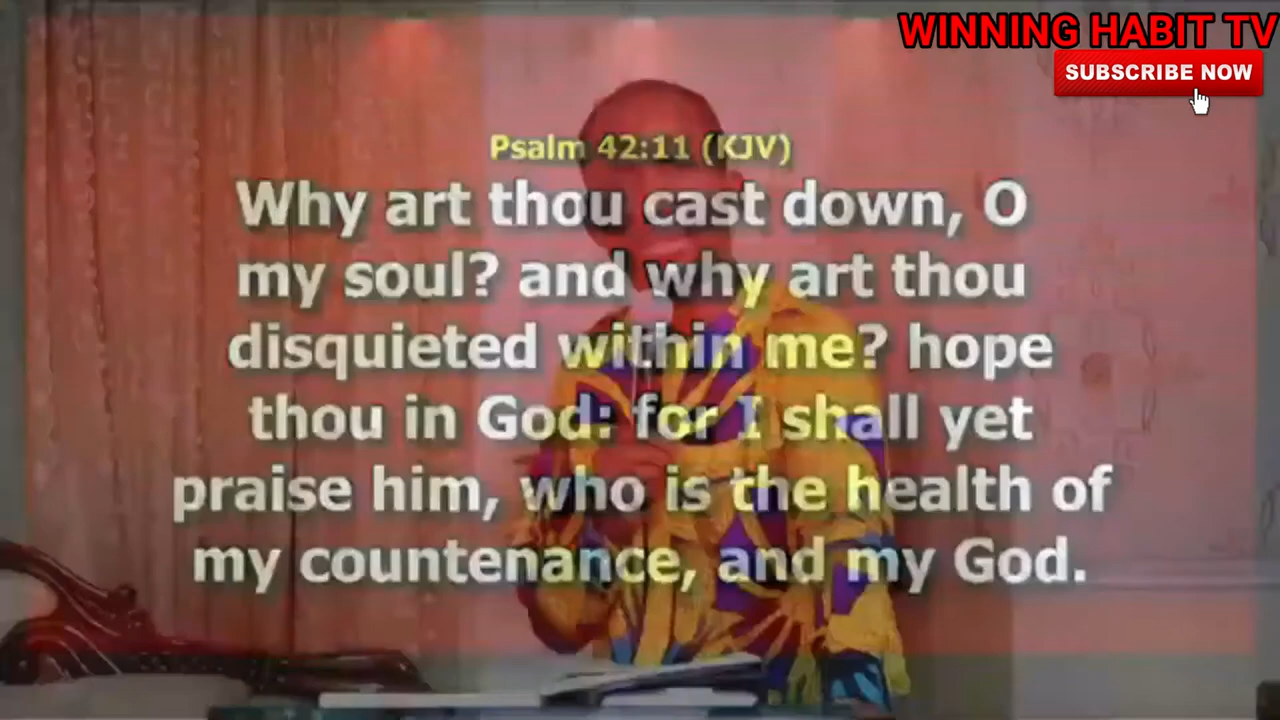 WINNING HABIT TV
SUBSCRIBE NOW
Psalm 42:11 (KJV)
Why art thou cast down, O
my soul? and why art thou
disquieted within me? hope
thou in God: for I shall yet
praise him, who is the health of
my countenance, and my God.